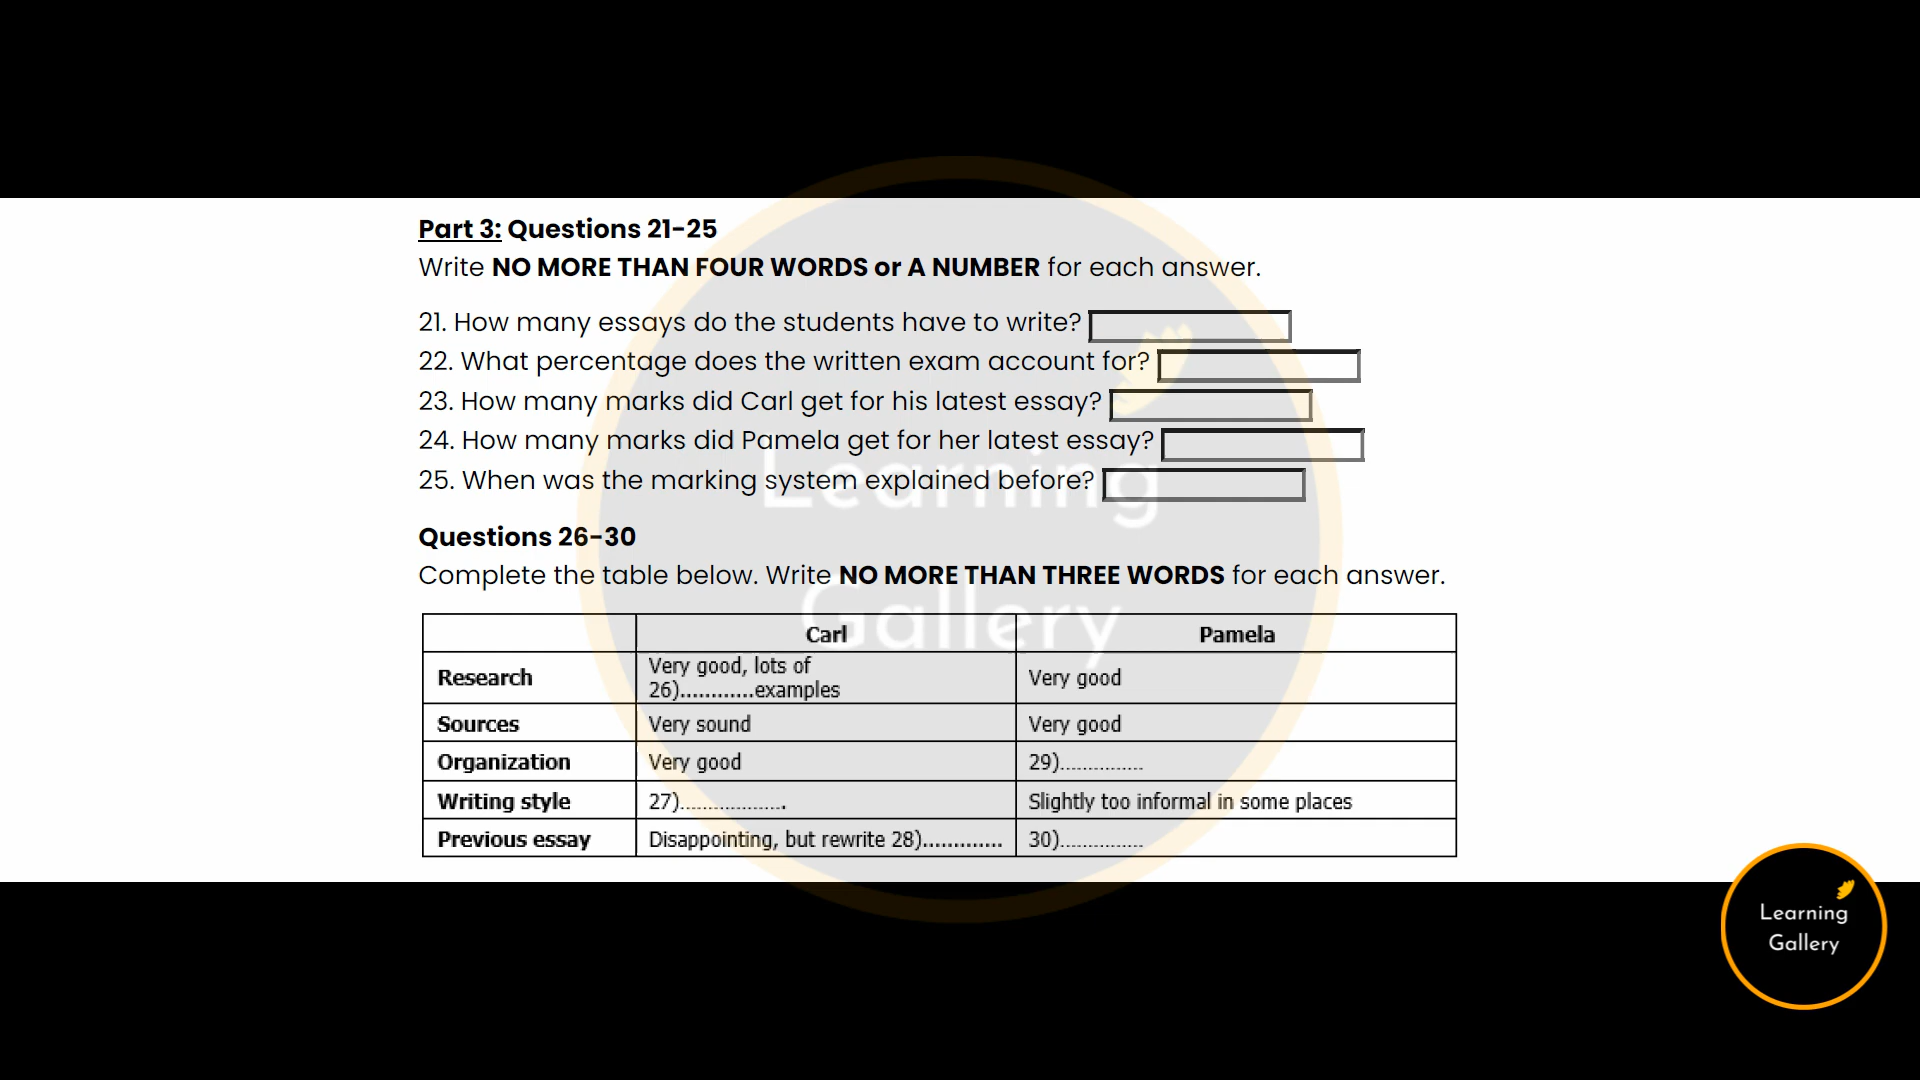 Part 3: Questions 21-25
Write NO MORE THAN FOUR WORDS or A NUMBER for each answer.
21. How many essays do the students have to write?
22. What percentage does the written exam account for?
23. How many marks did Carl get for his latest essay?
24. How many marks did Pamela get for her latest essay?
25. When was the marking system explained before?
Questions 26-30
Complete the table below. Write NO MORE THAN THREE WORDS for each answer.
Carl Pamela
Research Very good, lots of 
26)............examples Very good
Sources Very sound Very good
Organization Very good 29)...............
Writing style 27)................... Slightly too informal in some places
Previous essay Disappointing, but rewrite 28)............. 30)...............
Learning
Gallery
Learning
Gallery